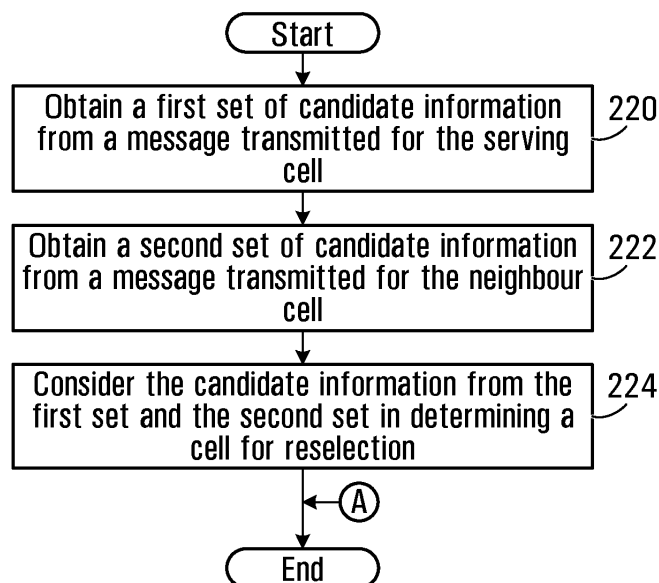 Start
Obtain a first set of candidate information
from a message transmitted for the serving
cell
220
Obtain a second set of candidate information
from a message transmitted for the neighbour
cell
222
Consider the candidate information from the
first set and the second set in determining a
cell for reselection
224
A
End